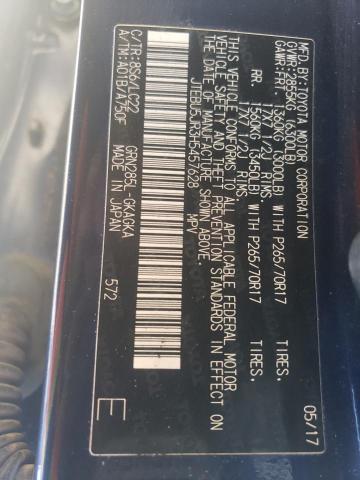 MFD.BY:TOYOTA MOTOR CORPORATION 05/17
GVWR:2855KG( 6300LB)
GAWR:FRT. 1360KG( 3000LB) WITH P265/70R17 TIRES
17X7 1/2J RIMS
RR. 1560KG( 3450LB) WITH P265/70R17 TIRES
17X7 1/2J RIMS
THIS VEHICLE CONFORMS TO ALL APPLICABLE FEDERAL MOTOR
VEHICLE SAFETY AND THEFT PREVENTION STANDARDS IN EFFECT ON
THE DATE OF MANUFACTURE SHOWN ABOVE.
JTEBU5JR3H5457628 MPV
C/TR:8S6/LC22 GRN285L-GKAGKA 572
A/TM:A01B/A750F MADE IN JAPAN
E